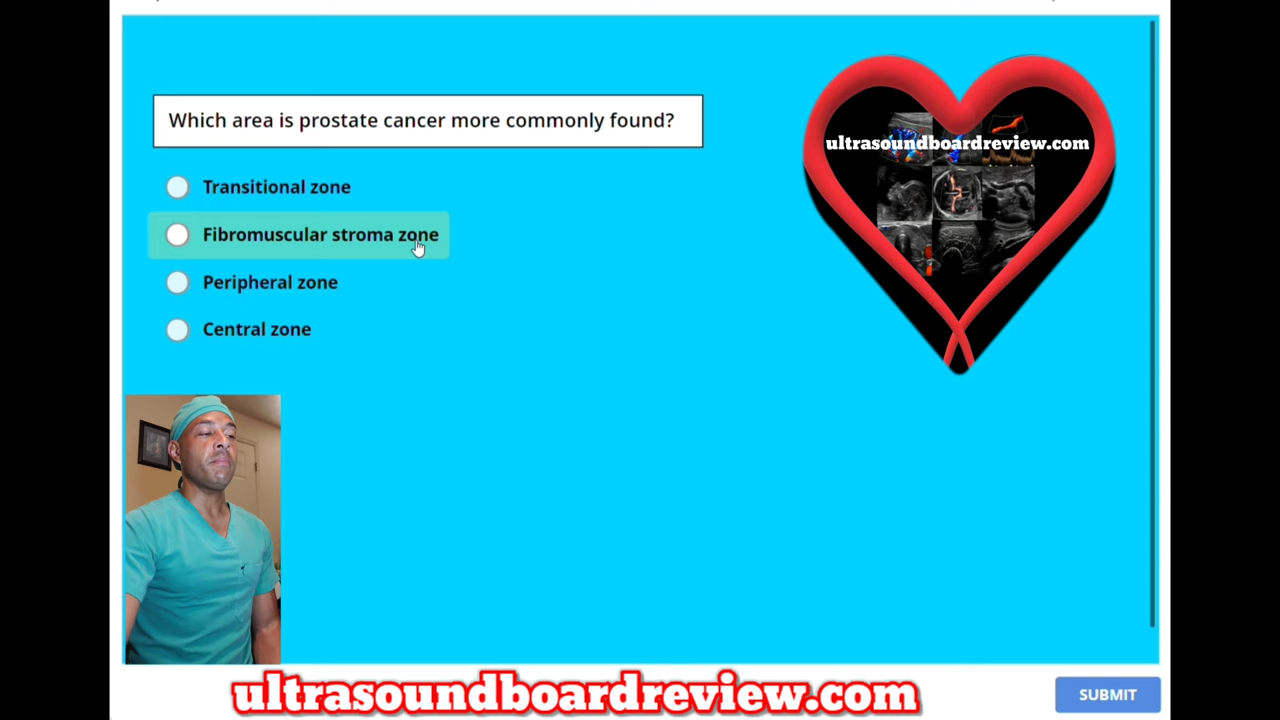 Which area is prostate cancer more commonly found?
Transitional zone
Fibromuscular stroma zone
Peripheral zone
Central zone
ultrasoundboardreview.com
ultrasoundboardreview.com
SUBMIT